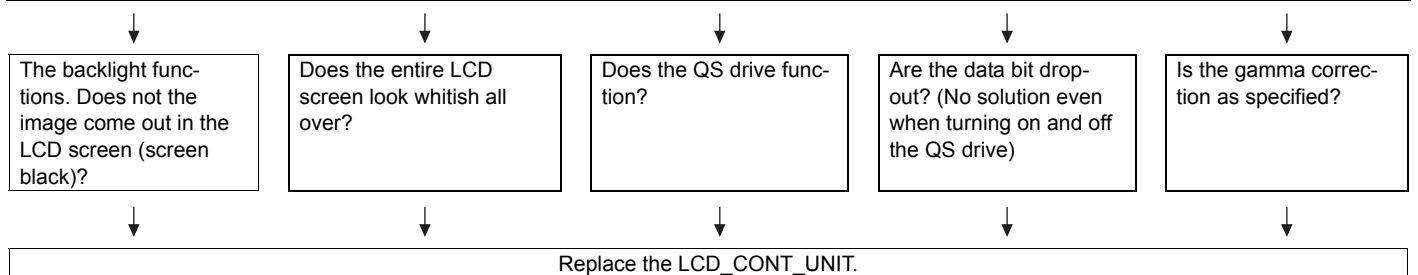 The backlight func-
tions. Does not the
image come out in the
LCD screen (screen
black)?
Does the entire LCD
screen look whitish all
over?
Does the QS drive func-
tion?
Are the data bit drop-
out? (No solution even
when turning on and off
the QS drive)
Is the gamma correc-
tion as specified?
Replace the LCD_CONT_UNIT.